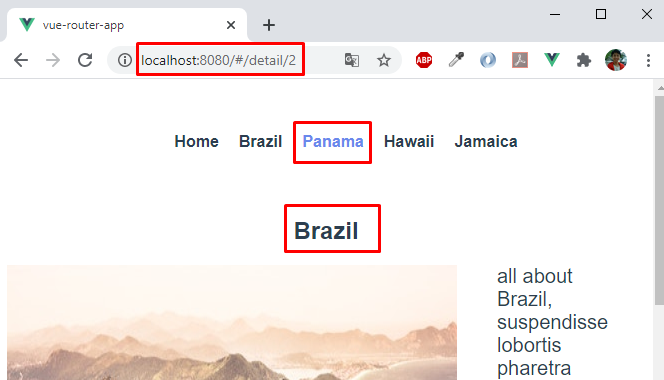 vue-router-app
localhost:8080/#/detail/2
ABP
Home Brazil Panama Hawaii Jamaica
Brazil
all about
Brazil,
suspendisse
lobortis
pharetra